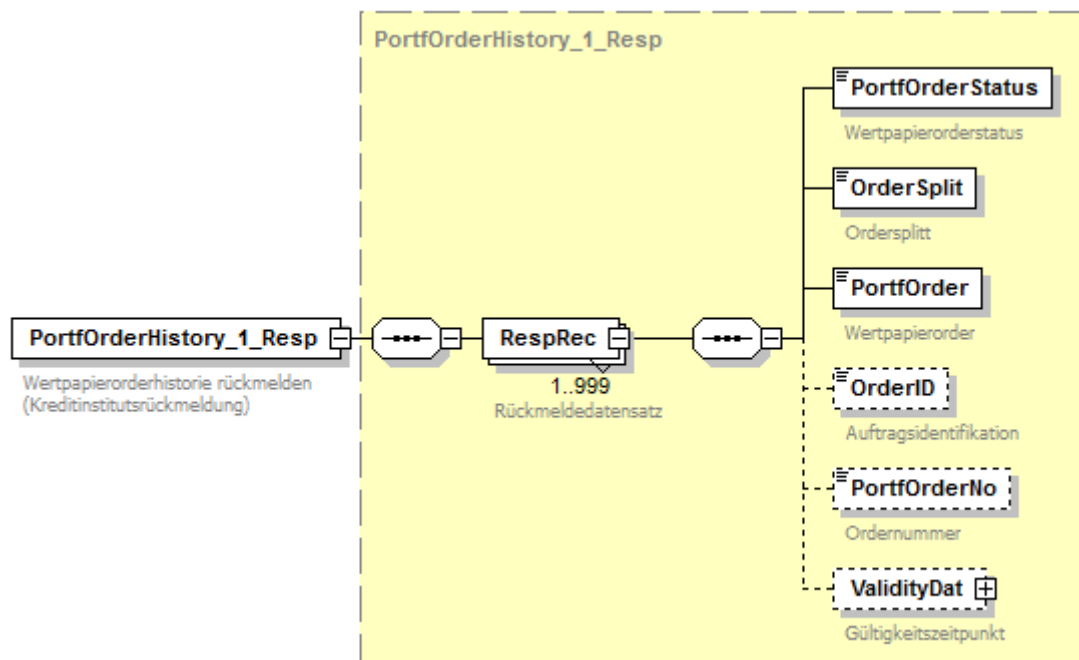 PortfOrderHistory_1_Resp
PortfOrderStatus
Wertpapierorderstatus
OrderSplit
Ordersplitt
PortfOrder
Wertpapierorder
PortfOrderHistory_1_Resp
Wertpapierorderhistorie rückmelden
(Kreditinstitutsrückmeldung)
RespRec
1..999
Rückmeldedatensatz
OrderID
Auftragsidentifikation
PortfOrderNo
Ordernummer
ValidityDat
Gültigkeitszeitpunkt